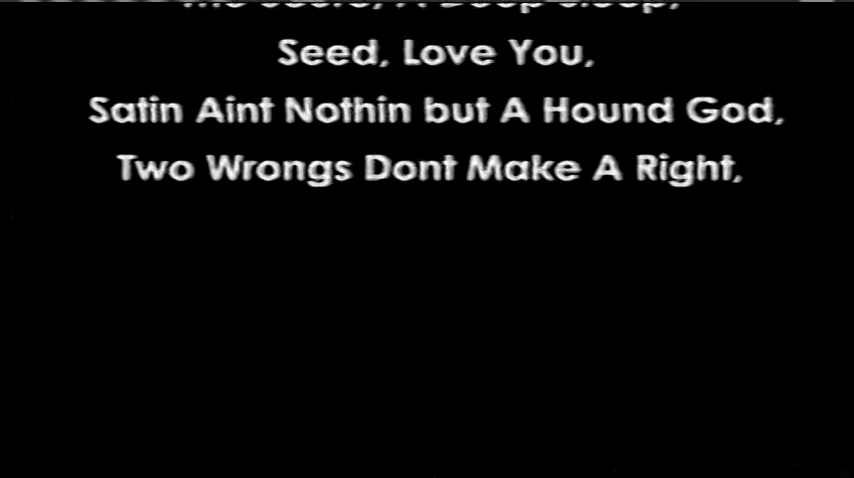 Seed, Love You,
Satin Aint Nothin but A Hound God,
Two Wrongs Dont Make A Right,